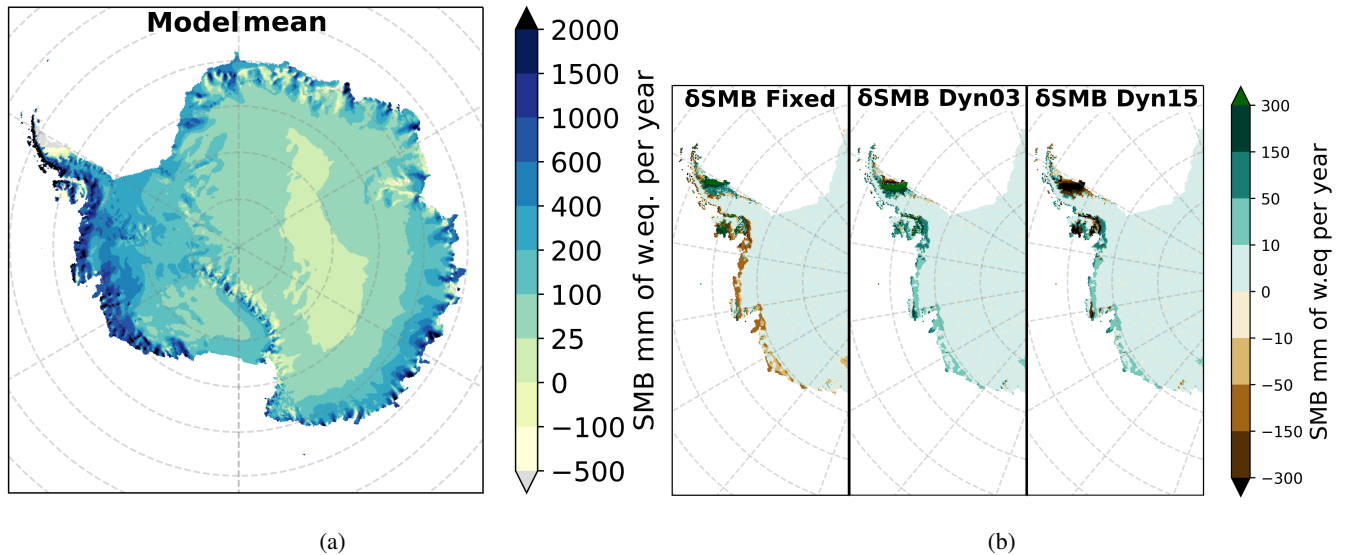 Model mean
2000
1500
1000
600
400
200
100
25
0
−100
−500
SMB mm of w.eq. per year
(a)
δSMB Fixed
δSMB Dyn03
δSMB Dyn15
300
150
50
10
0
−10
−50
−150
−300
SMB mm of w.eq per year
(b)